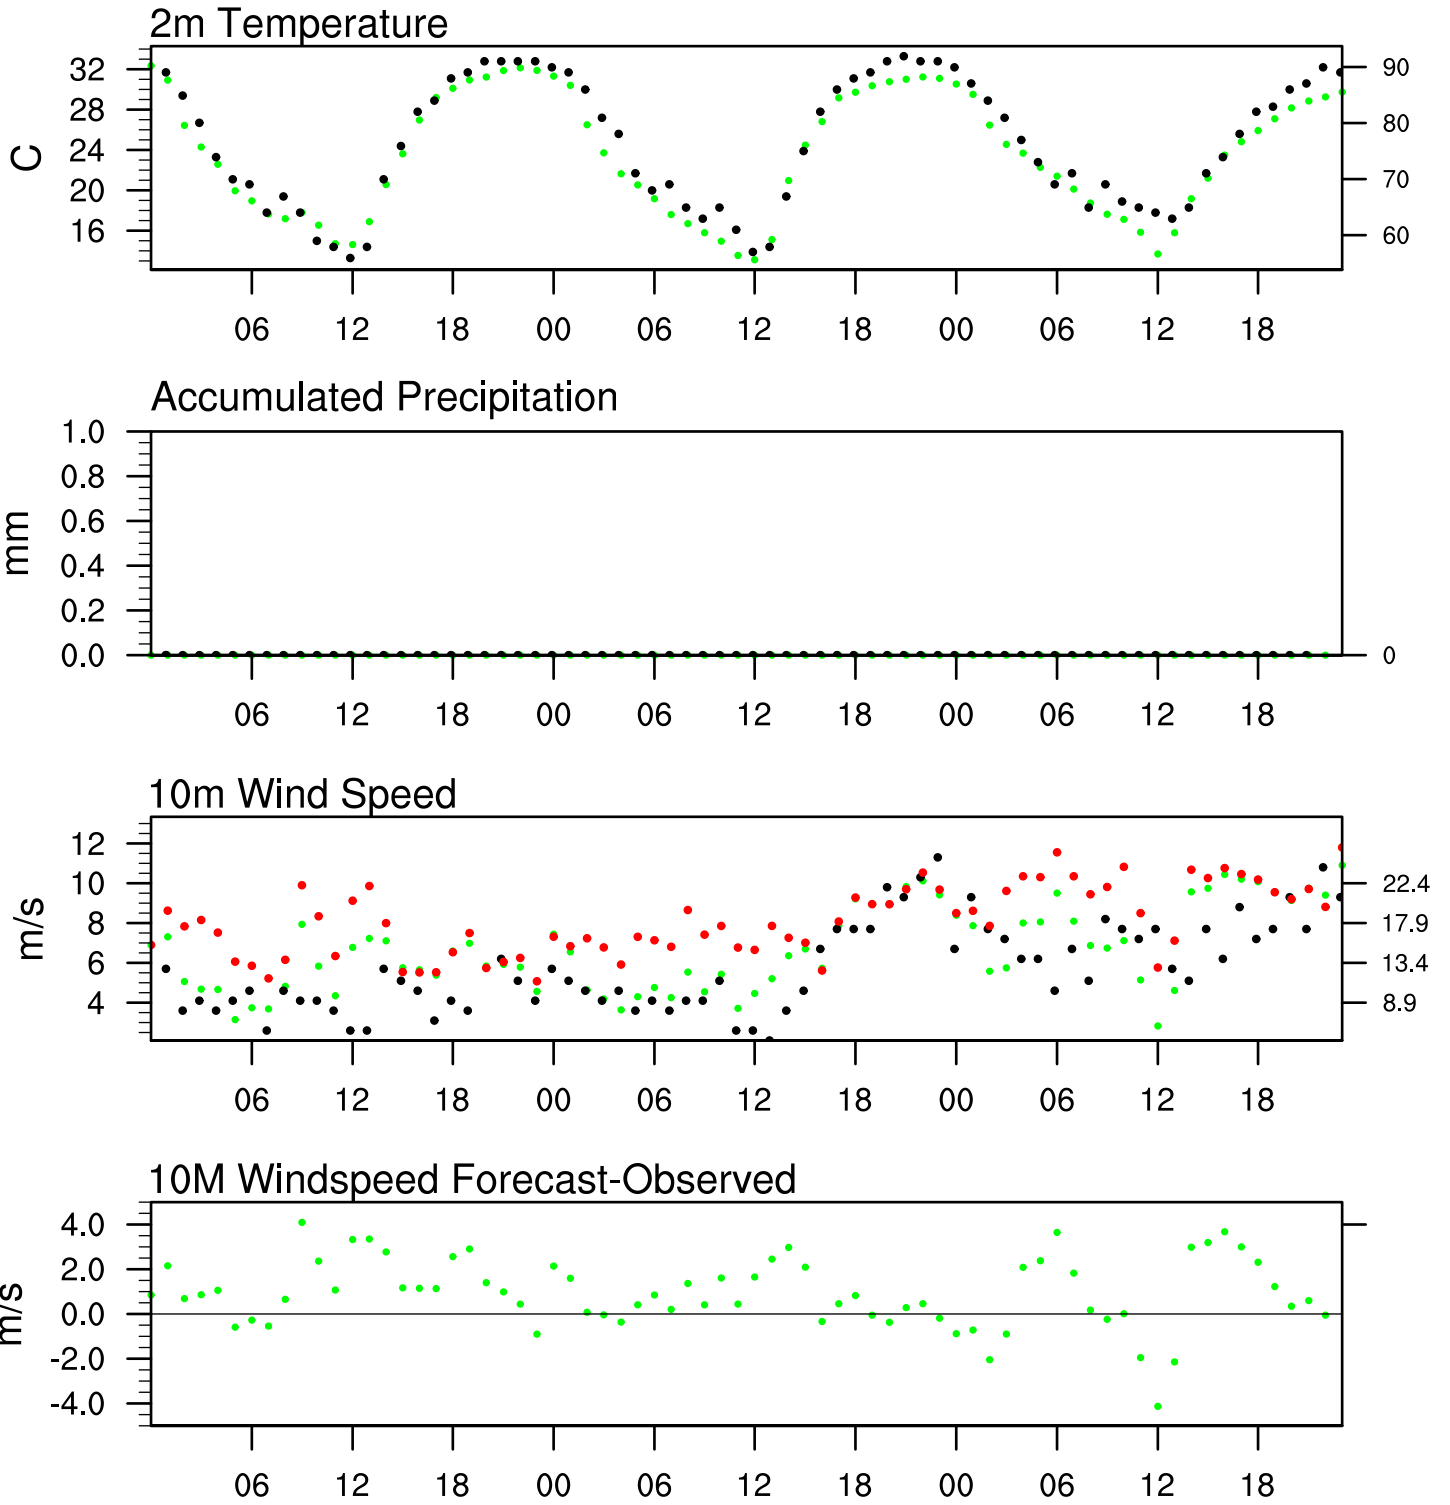 2m Temperature
C
32
28
24
20
16
90
80
70
60
06 12 18 00 06 12 18 00 06 12 18
Accumulated Precipitation
mm
1.0
0.8
0.6
0.4
0.2
0.0
0
06 12 18 00 06 12 18 00 06 12 18
10m Wind Speed
m/s
12
10
8
6
4
22.4
17.9
13.4
8.9
06 12 18 00 06 12 18 00 06 12 18
10M Windspeed Forecast-Observed
m/s
4.0
2.0
0.0
-2.0
-4.0
06 12 18 00 06 12 18 00 06 12 18